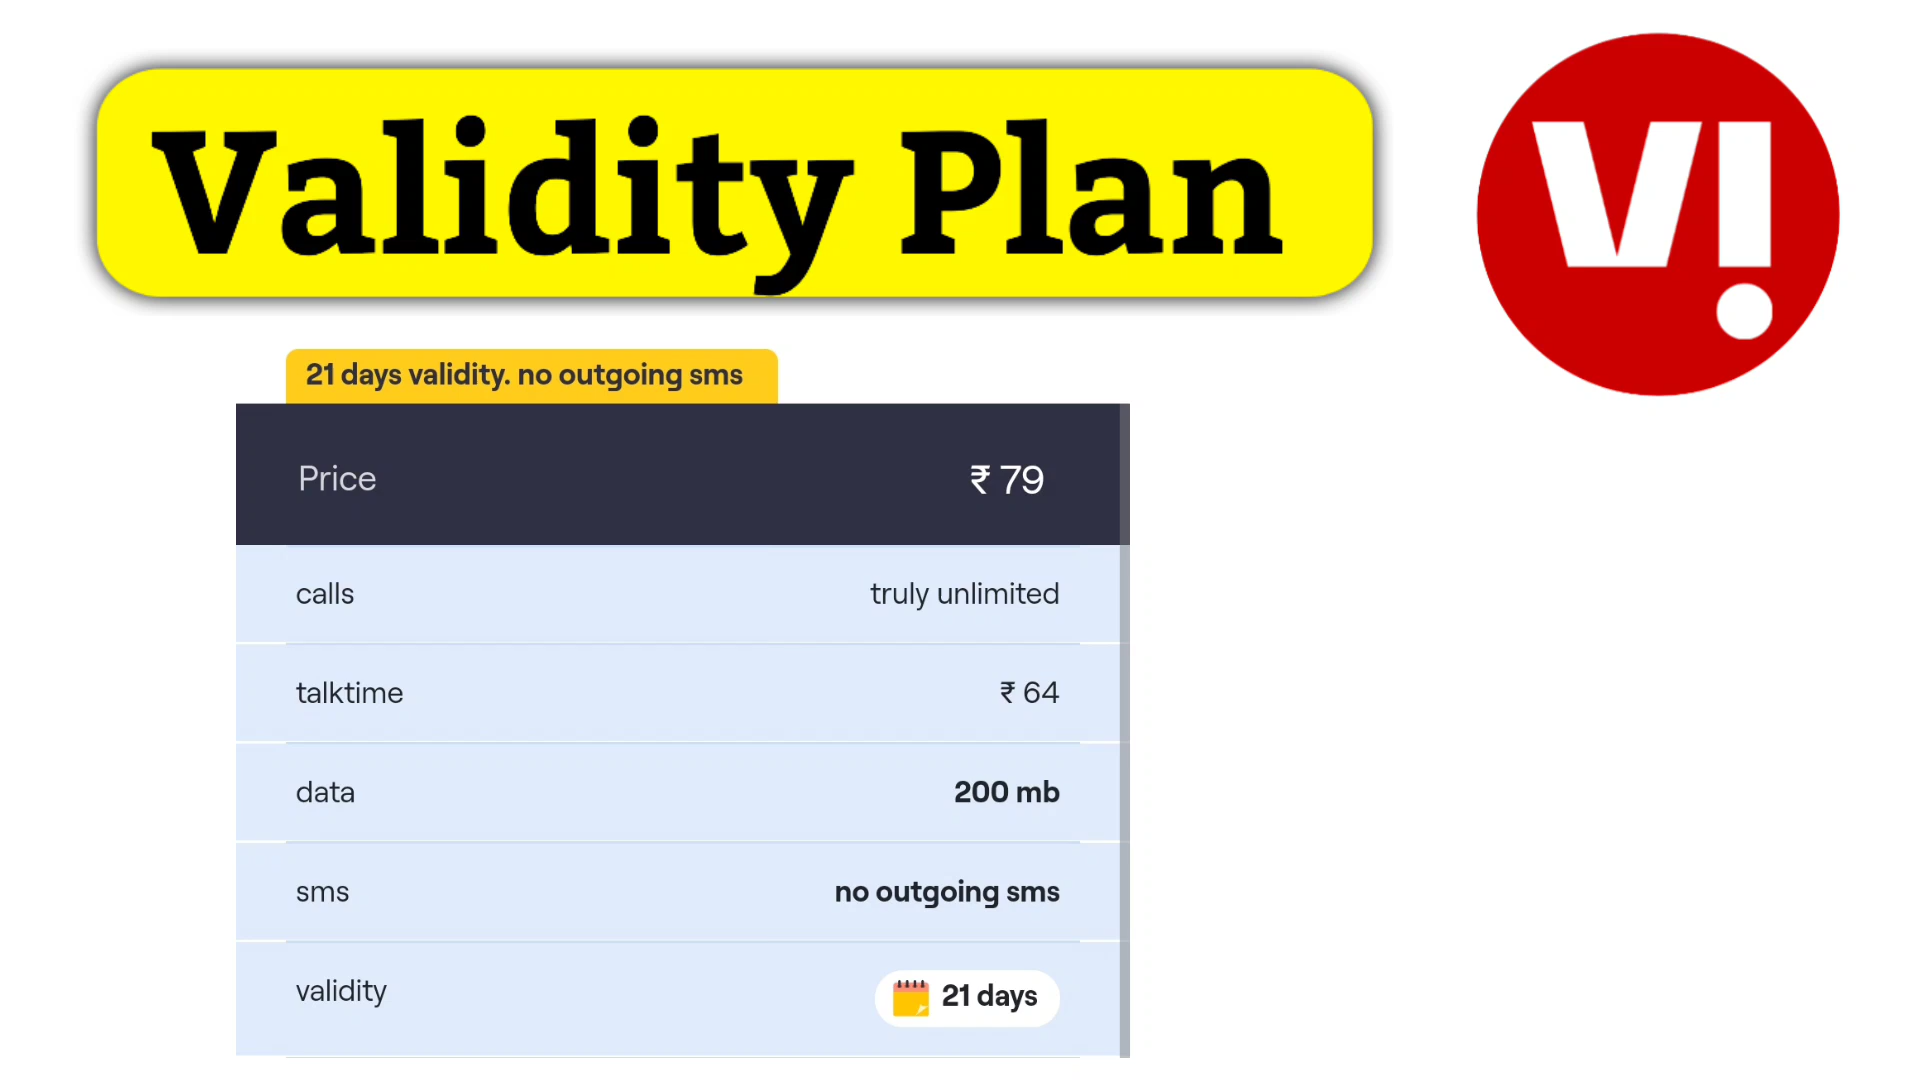 Validity Plan
VI
21 days validity. no outgoing sms
Price ₹ 79
calls truly unlimited
talktime ₹ 64
data 200 mb
sms no outgoing sms
validity 21 days